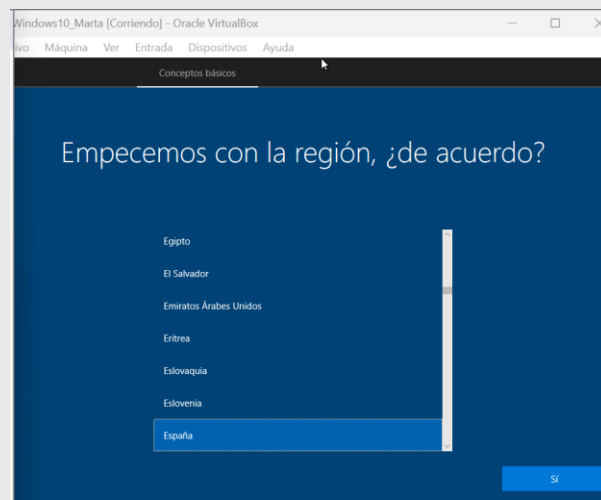 Windows10_Marta [Corriendo] - Oracle VirtualBox
ivo Máquina Ver Entrada Dispositivos Ayuda
Conceptos básicos
Empecemos con la región, ¿de acuerdo?
Egipto
El Salvador
Emiratos Árabes Unidos
Eritrea
Eslovaquia
Eslovenia
España
Sí